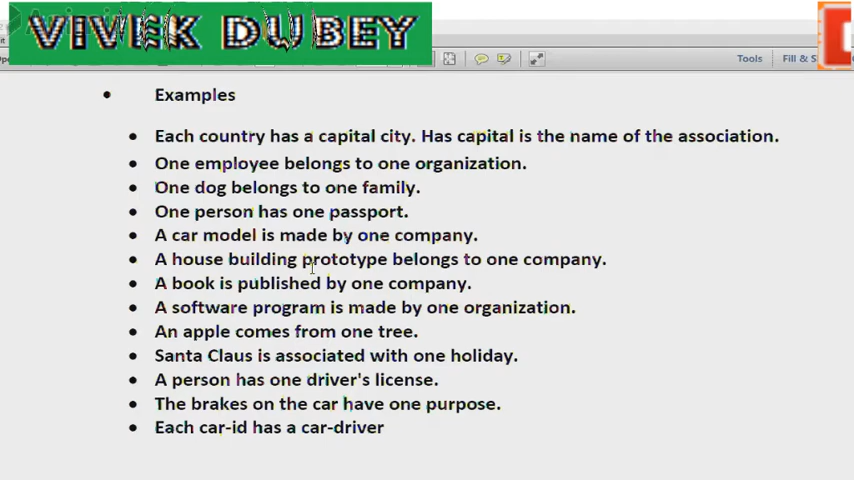 VIVEK DUBEY
Tools
Fill & S
Examples
Each country has a capital city. Has capital is the name of the association.
One employee belongs to one organization.
One dog belongs to one family.
One person has one passport.
A car model is made by one company.
A house building prototype belongs to one company.
A book is published by one company.
A software program is made by one organization.
An apple comes from one tree.
Santa Claus is associated with one holiday.
A person has one driver's license.
The brakes on the car have one purpose.
Each car-id has a car-driver